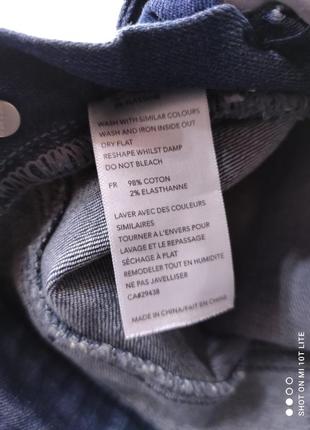 WASH WITH SIMILAR COLOURS
WASH AND IRON INSIDE OUT
DRY FLAT
RESHAPE WHILST DAMP
DO NOT BLEACH
FR 98% COTON
2% ELASTHANNE
LAVER AVEC DES COULEURS
SIMILAIRES
TOURNER A L'ENVERS POUR
LAVAGE ET LE REPASSAGE
SÉCHAGE À PLAT
REMODELER TOUT EN HUMIDITE
NE PAS JAVELLISER
CA#29438
MADE IN CHINA/FAIT EN CHINE
SHOT ON MI 10T LITE